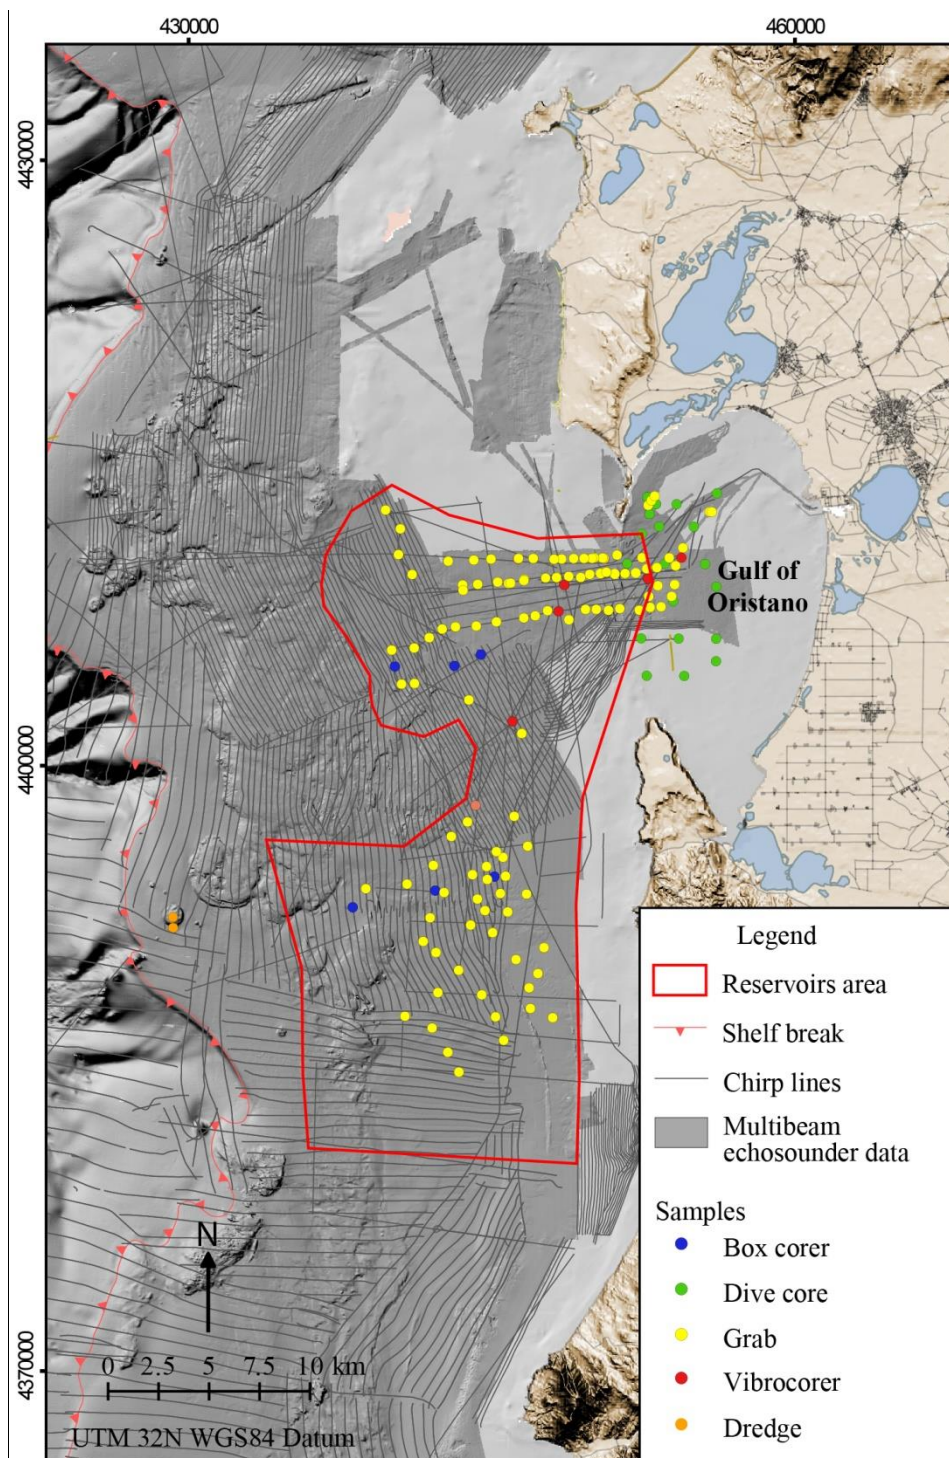 430000
460000
4430000
4400000
4370000
Gulf of
Oristano
N
0 2.5 5 7.5 10 km
UTM 32N WGS84 Datum
Legend
Reservoirs area
Shelf break
Chirp lines
Multibeam
echosounder data
Samples
Box corer
Dive core
Grab
Vibrocorer
Dredge